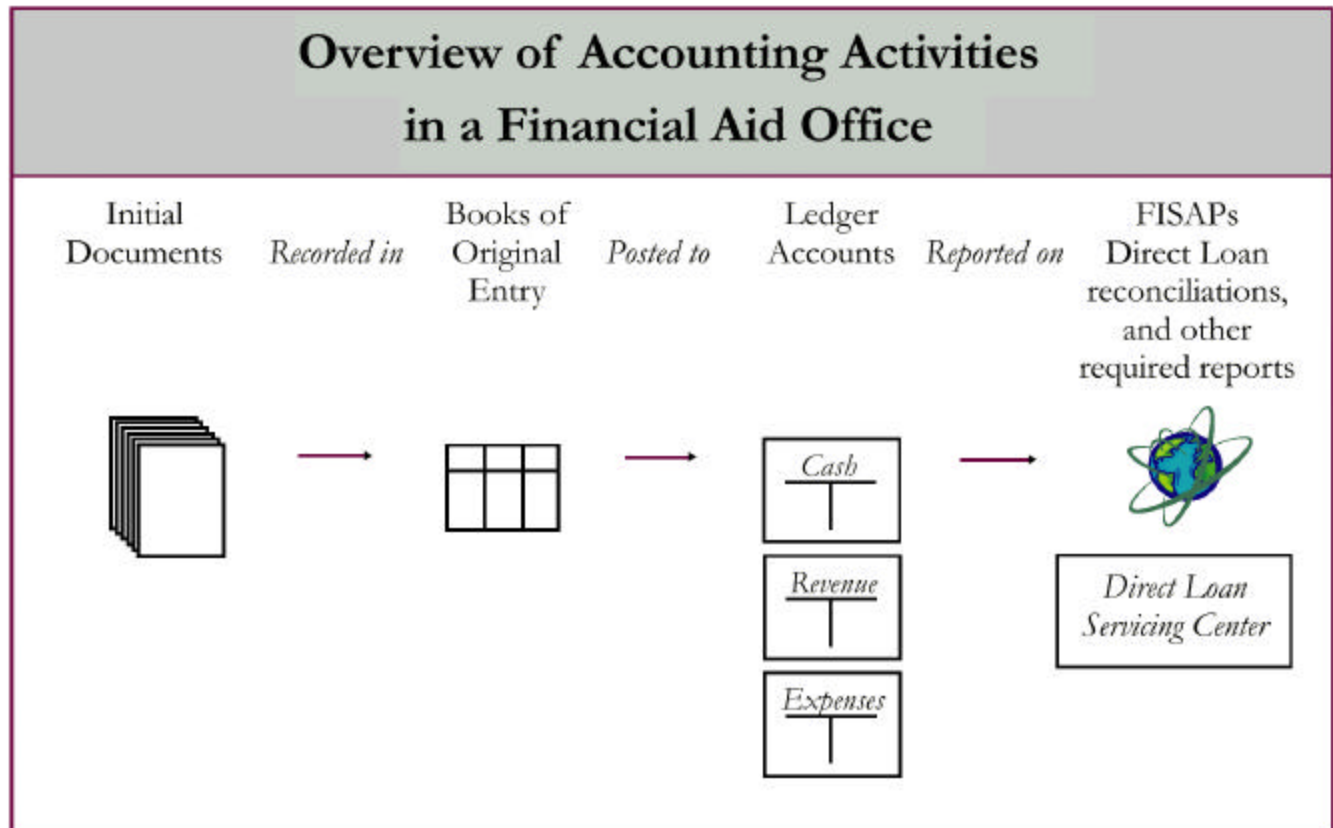 Overview of Accounting Activities
in a Financial Aid Office
Initial
Documents
Recorded in
Books of
Original
Entry
Posted to
Ledger
Accounts
Reported on
FISAPs
Direct Loan
reconciliations,
and other
required reports
Cash
Revenue
Expenses
Direct Loan
Servicing Center